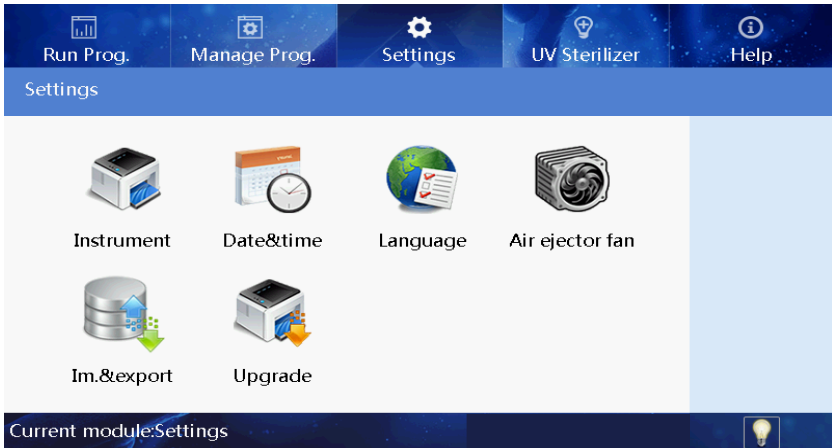 Run Prog. Manage Prog. Settings UV Sterilizer Help
Settings
Instrument Date&time Language Air ejector fan
Im.&export Upgrade
Current module:Settings